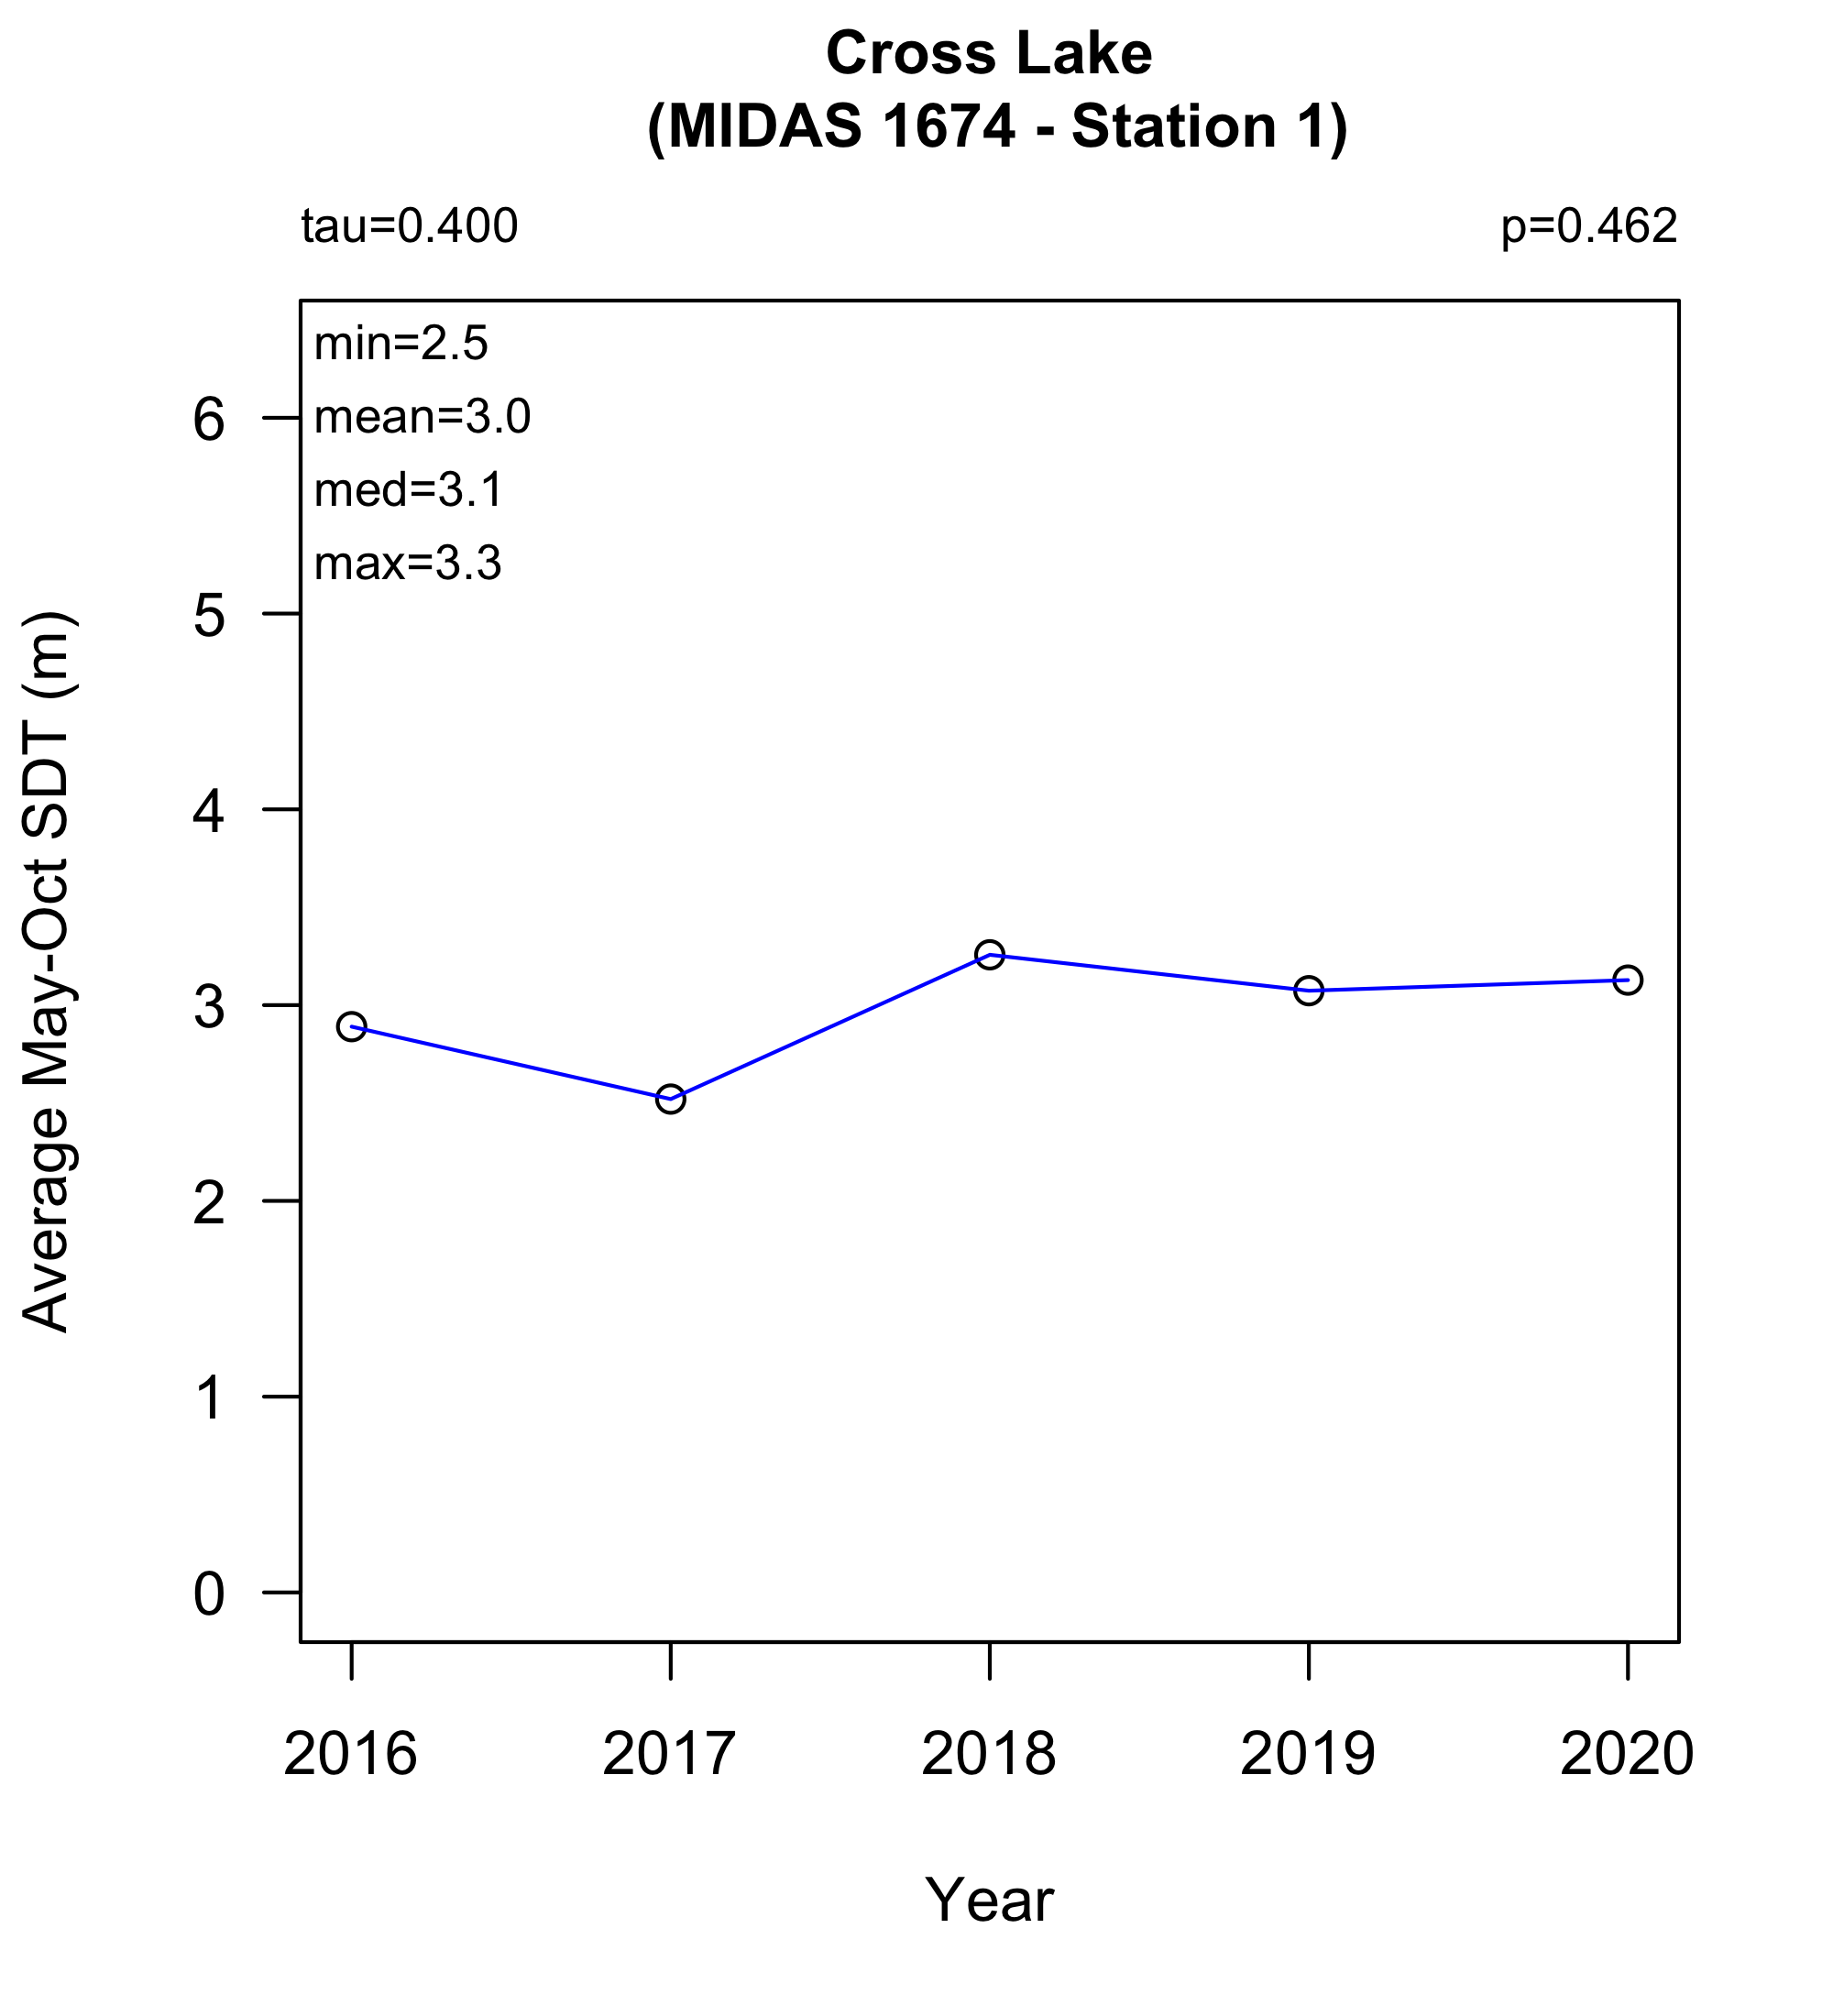 Cross Lake
(MIDAS 1674 - Station 1)
tau=0.400
p=0.462
min=2.5
mean=3.0
med=3.1
max=3.3
6
5
4
3
2
1
0
Average May-Oct SDT (m)
2016
2017
2018
2019
2020
Year